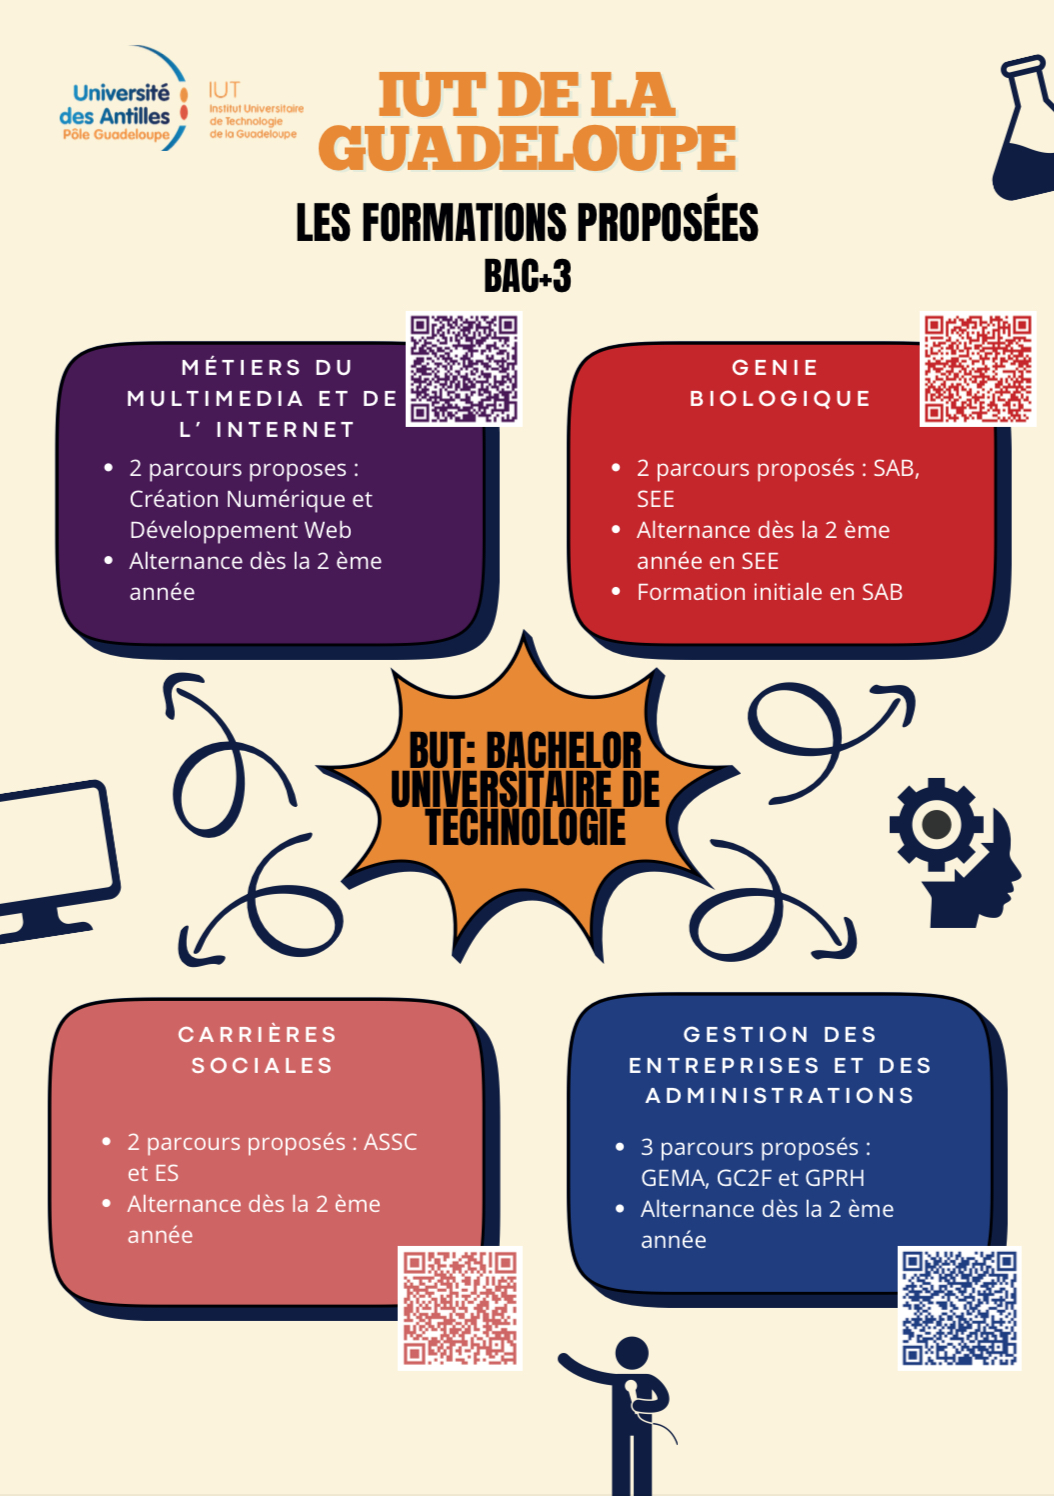 Université
des Antilles
Pôle Guadeloupe
IUT
Institut Universitaire
de Technologie
de la Guadeloupe
IUT DE LA
GUADELOUPE
LES FORMATIONS PROPOSÉES
BAC+3
MÉTIERS DU
MULTIMEDIA ET DE
L’ INTERNET
• 2 parcours proposes :
Création Numérique et
Développement Web
• Alternance dès la 2 ème
année
GENIE
BIOLOGIQUE
• 2 parcours proposés : SAB,
SEE
• Alternance dès la 2 ème
année en SEE
• Formation initiale en SAB
BUT: BACHELOR
UNIVERSITAIRE DE
TECHNOLOGIE
CARRIÈRES
SOCIALES
• 2 parcours proposés : ASSC
et ES
• Alternance dès la 2 ème
année
GESTION DES
ENTREPRISES ET DES
ADMINISTRATIONS
• 3 parcours proposés :
GEMA, GC2F et GPRH
• Alternance dès la 2 ème
année